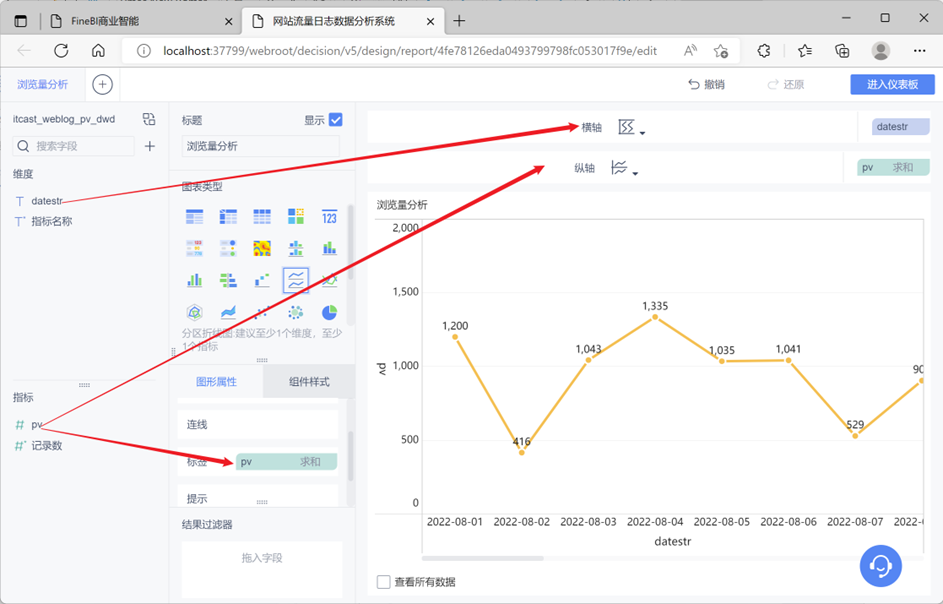 FineBI商业智能
网站流量日志数据分析系统
localhost:37799/webroot/decision/v5/design/report/4fe78126eda0493799798fc053017f9e/edit
浏览量分析
撤销
还原
进入仪表板
itcast_weblog_pv_dwd
搜索字段
维度
T datestr
T* 指标名称
指标
# pv
#* 记录数
标题
显示
浏览量分析
图表类型
123
分区折线图:建议至少1个维度，至少
1个指标
图形属性
组件样式
连线
标签
pv 求和
提示
结果过滤器
拖入字段
横轴
datestr
纵轴
pv 求和
浏览量分析
2,000
1,500
1,000
500
0
pv
1,200
416
1,043
1,335
1,035
1,041
529
90
2022-08-01 2022-08-02 2022-08-03 2022-08-04 2022-08-05 2022-08-06 2022-08-07 2022-
datestr
查看所有数据